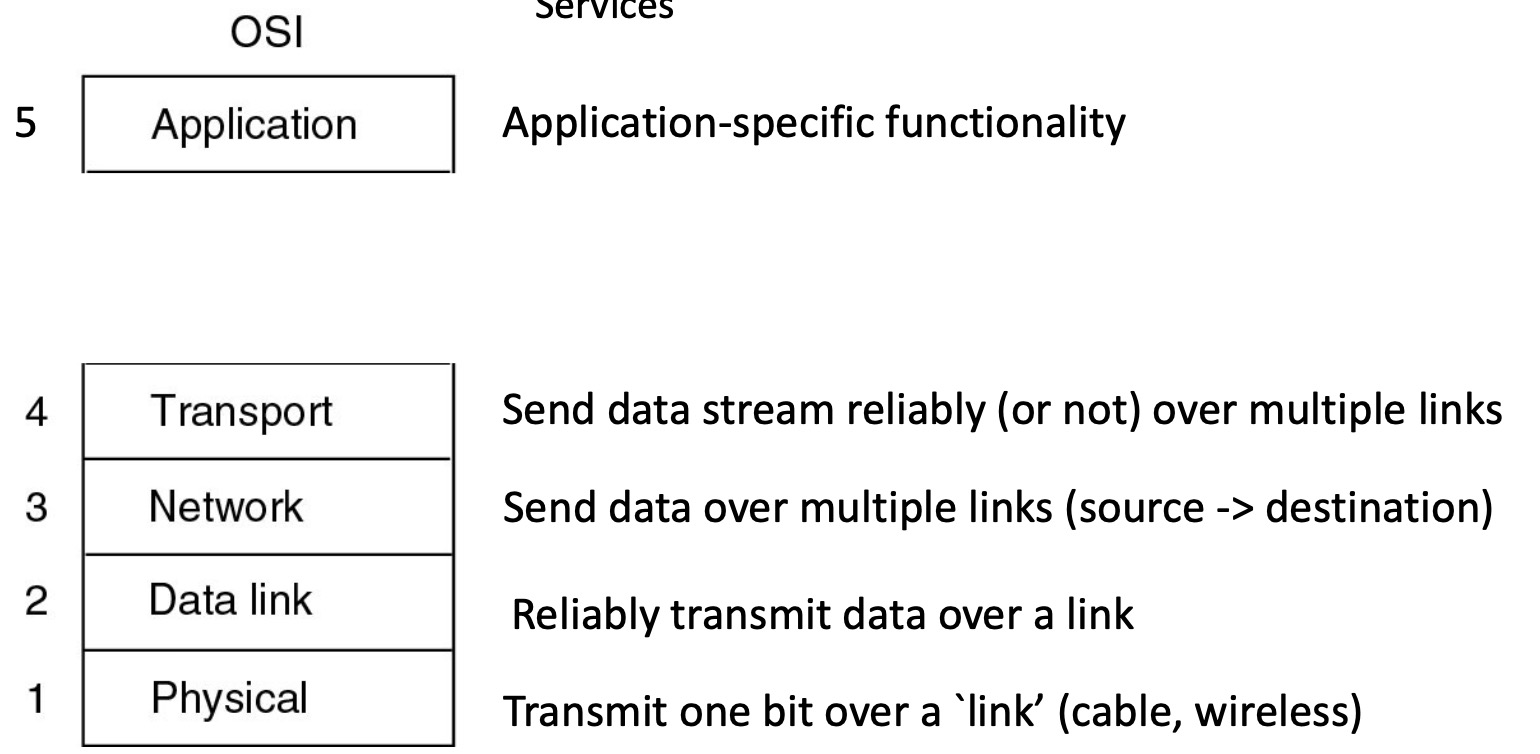 Services
OSI
5 Application Application-specific functionality
4 Transport Send data stream reliably (or not) over multiple links
3 Network Send data over multiple links (source -> destination)
2 Data link Reliably transmit data over a link
1 Physical Transmit one bit over a `link’ (cable, wireless)